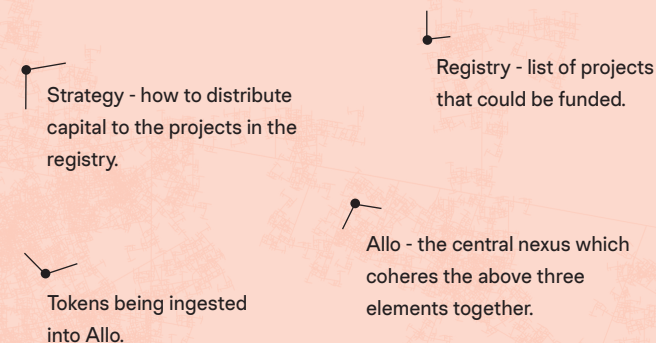 Strategy - how to distribute
capital to the projects in the
registry.
Registry - list of projects
that could be funded.
Tokens being ingested
into Allo.
Allo - the central nexus which
coheres the above three
elements together.